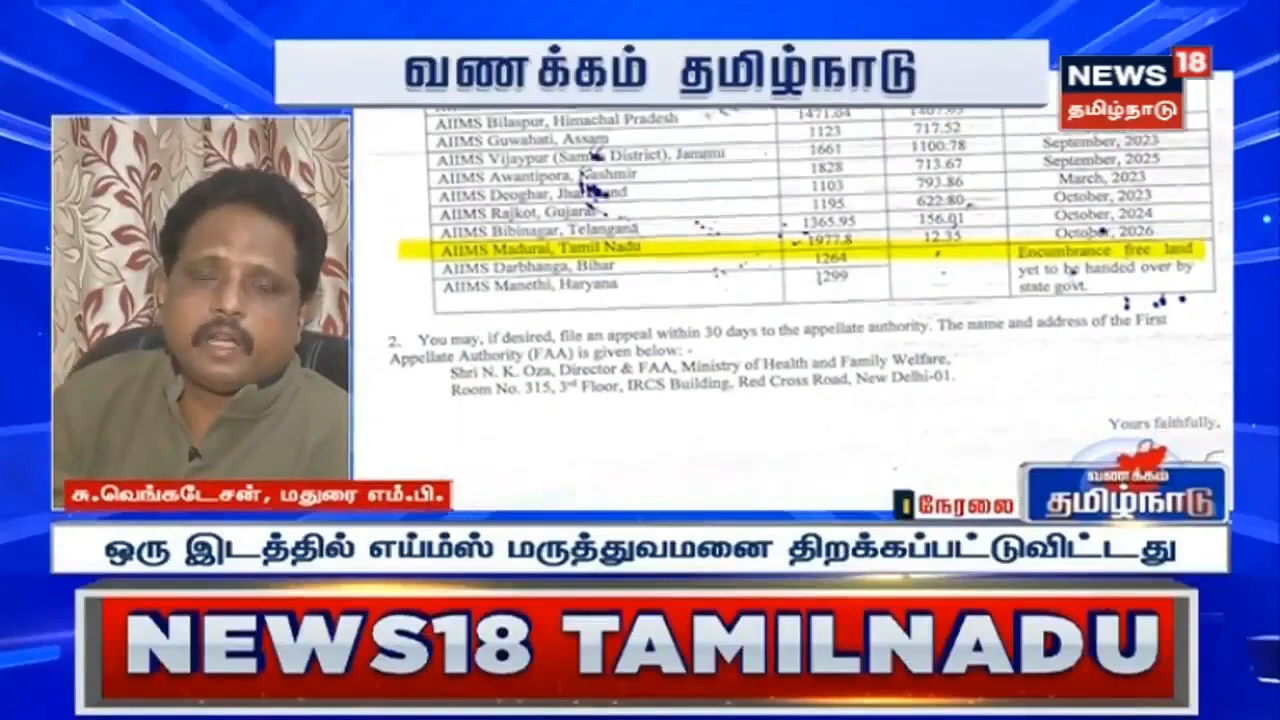 வணக்கம் தமிழ்நாடு
NEWS 18
தமிழ்நாடு
AIIMS Bilaspur, Himachal Pradesh 1471.04 1407.93
AIIMS Guwahati, Assam 1123 717.52 September, 2023
AIIMS Vijaypur (Samba District), Jammu 1661 1100.78 September, 2025
AIIMS Awantipora, Kashmir 1828 713.67 March, 2023
AIIMS Deoghar, Jharkhand 1103 793.86 October, 2023
AIIMS Rajkot, Gujarat 1195 622.80 October, 2024
AIIMS Bibinagar, Telangana 1365.95 156.01 October, 2026
AIIMS Madurai, Tamil Nadu 1977.8 12.35
AIIMS Darbhanga, Bihar 1264 - Encumbrance free land
yet to be handed over by
state govt.
AIIMS Manethi, Haryana 1299
2. You may, if desired, file an appeal within 30 days to the appellate authority. The name and address of the First
Appellate Authority (FAA) is given below: -
Shri N. K. Oza, Director & FAA, Ministry of Health and Family Welfare,
Room No. 315, 3rd Floor, IRCS Building, Red Cross Road, New Delhi-01.
Yours faithfully,
சு.வெங்கடேசன், மதுரை எம்.பி.
நேரலை
வணக்கம்
தமிழ்நாடு
ஒரு இடத்தில் எய்ம்ஸ் மருத்துவமனை திறக்கப்பட்டுவிட்டது
NEWS18 TAMILNADU